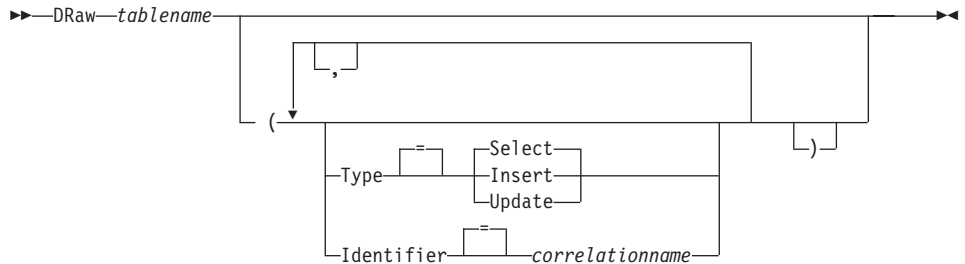 DRaw tablename
,
(
)
Type = Select
Insert
Update
Identifier = correlationname